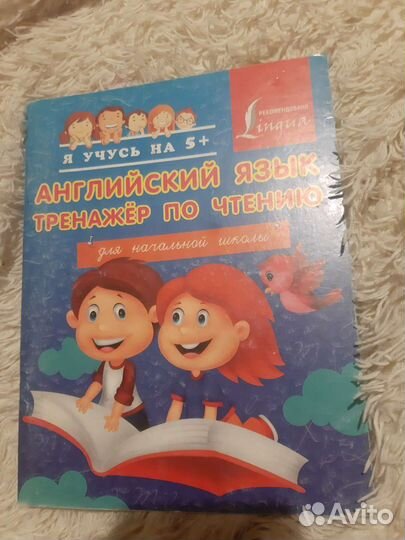 РЕКОМЕНДОВАНО
Lingua
Я УЧУСЬ НА 5+
АНГЛИЙСКИЙ ЯЗЫК
ТРЕНАЖЁР ПО ЧТЕНИЮ
для начальной школы
Avito